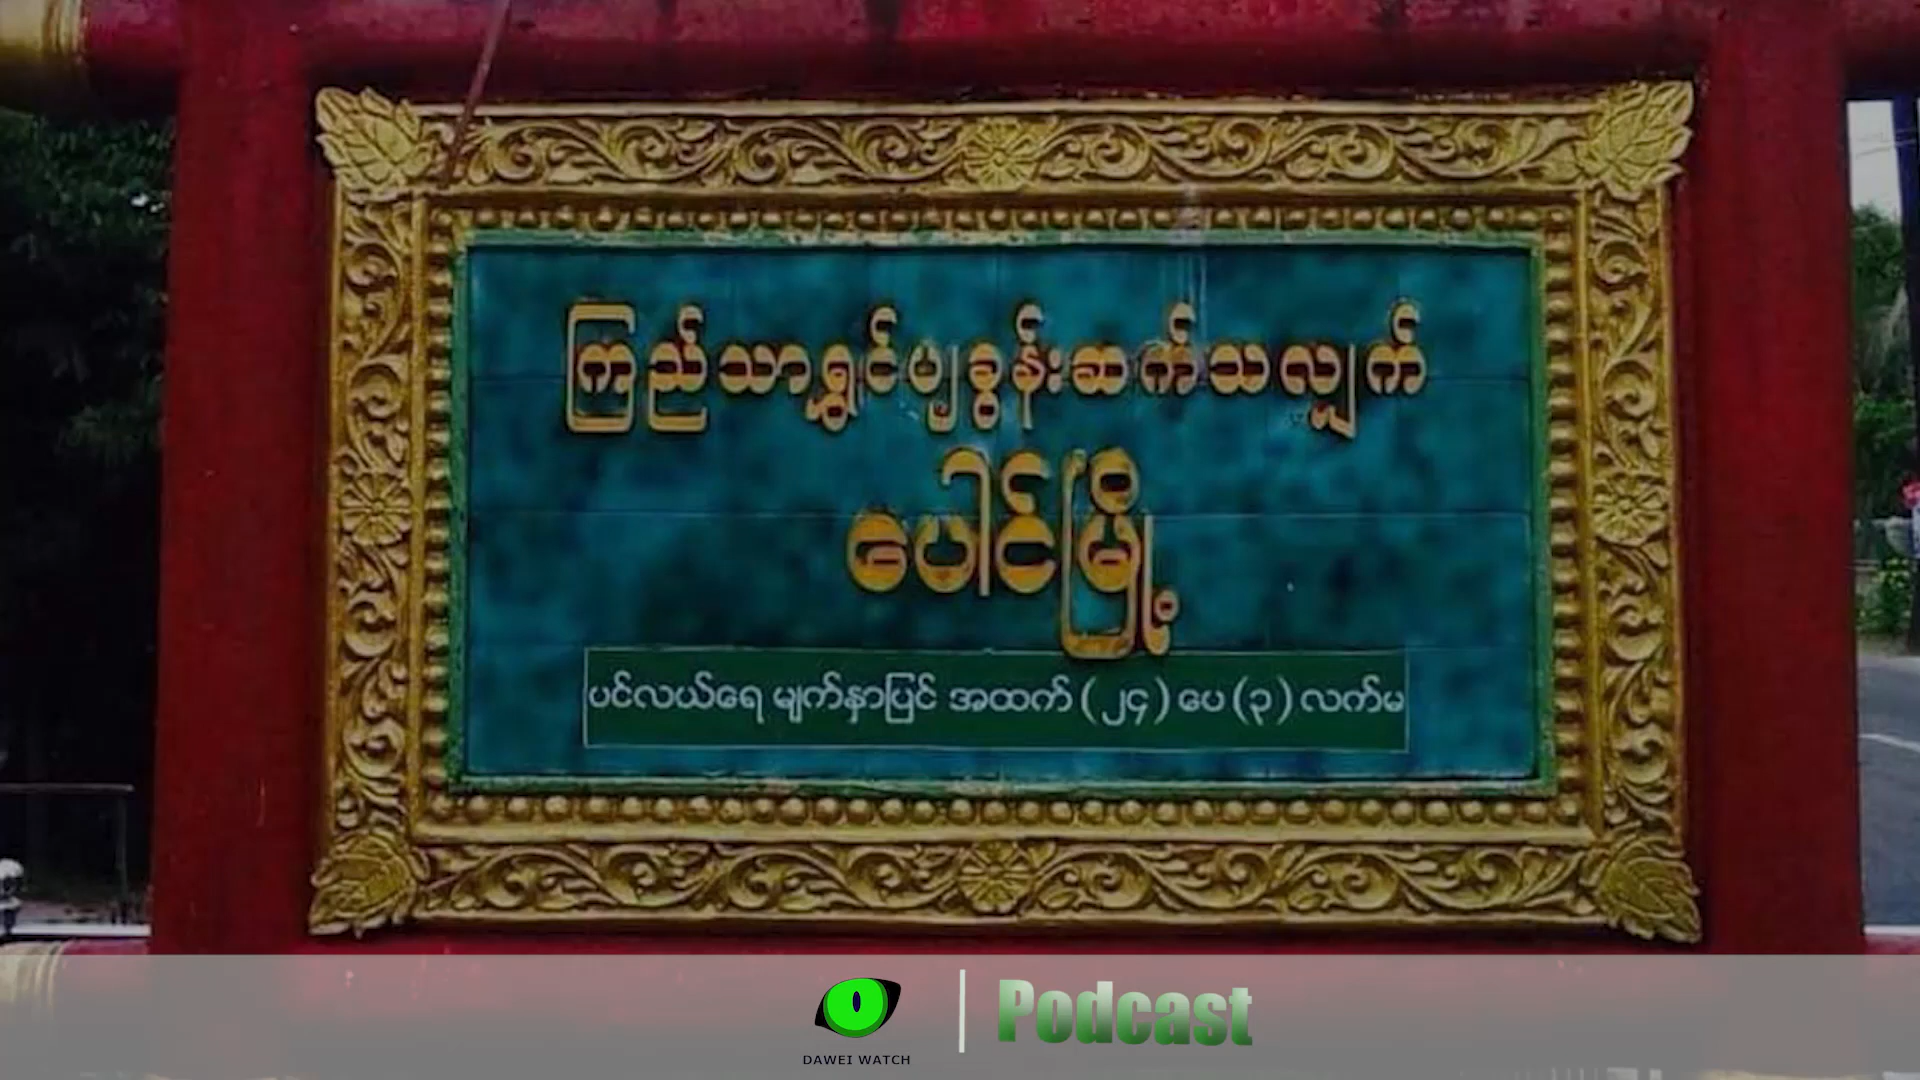 ကြည်သာရွှင်ပျခွန်းဆက်သလျှက်
ပေါင်မြို့
ပင်လယ်ရေ မျက်နှာပြင် အထက် (၂၄) ပေ (၃) လက်မ
DAWEI WATCH
Podcast